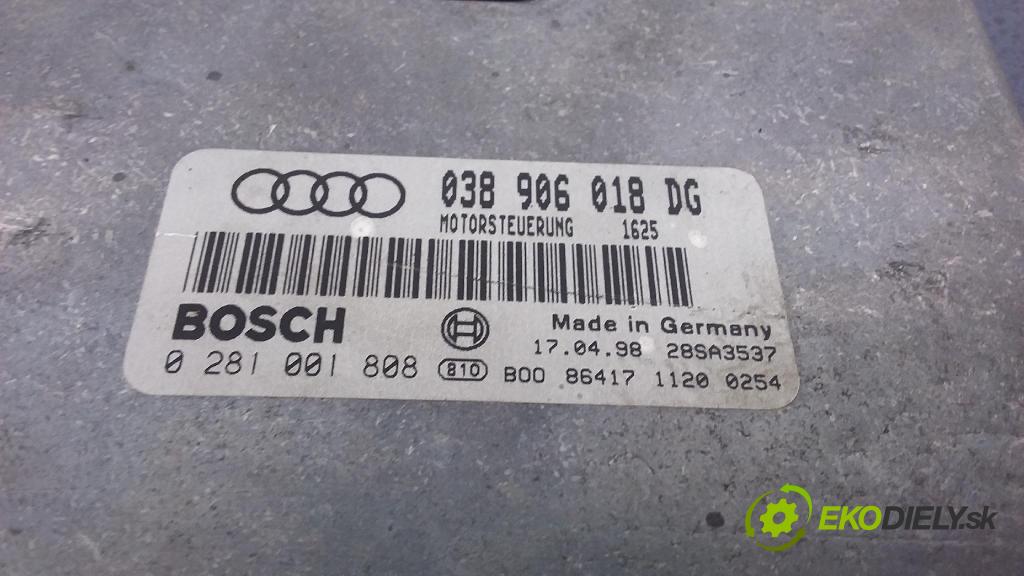 038 906 018 DG
MOTORSTEUERUNG 1625
BOSCH
Made in Germany
17.04.98 28SA3537
0 281 001 808 810 B00 86417 1120 0254
EKODIELY.sk